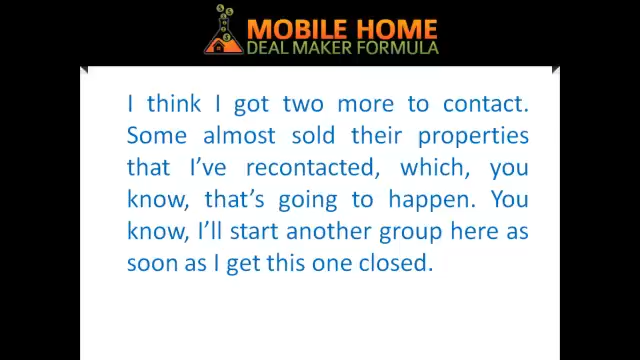 MOBILE HOME
DEAL MAKER FORMULA
I think I got two more to contact.
Some almost sold their properties
that I’ve recontacted, which, you
know, that’s going to happen. You
know, I’ll start another group here as
soon as I get this one closed.